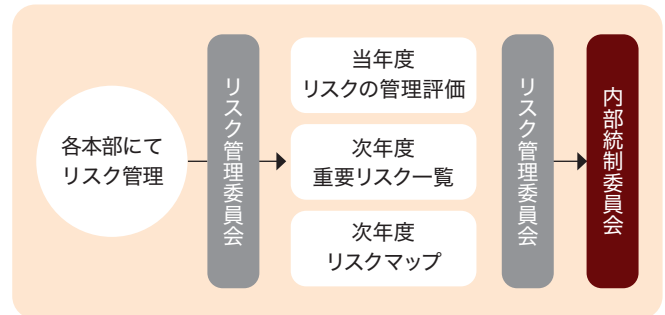 各本部にて
リスク管理
リスク管理委員会
当年度
リスクの管理評価
次年度
重要リスク一覧
次年度
リスクマップ
リスク管理委員会
内部統制委員会